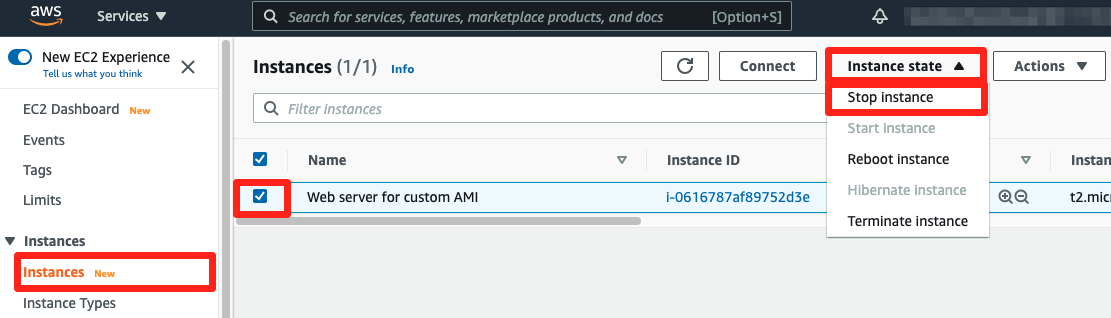 aws
Services
Search for services, features, marketplace products, and docs
[Option+S]
New EC2 Experience
Tell us what you think
EC2 Dashboard New
Events
Tags
Limits
Instances
Instances New
Instance Types
Instances (1/1) Info
Connect
Instance state
Actions
Filter instances
Stop instance
Start instance
Reboot instance
Hibernate instance
Terminate instance
Name
Instance ID
Instan
Web server for custom AMI
i-0616787af89752d3e
t2.micr